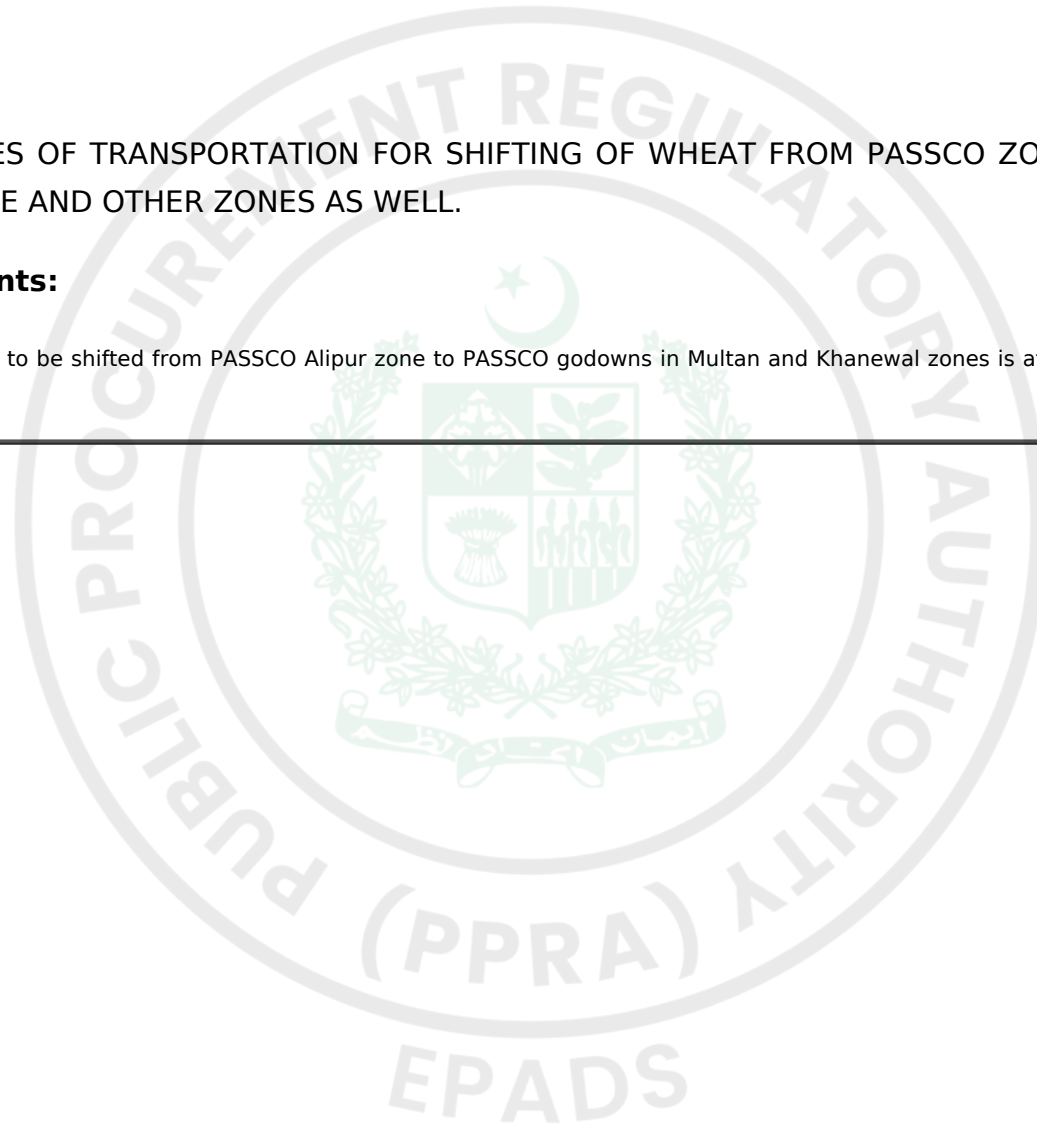 ES OF TRANSPORTATION FOR SHIFTING OF WHEAT FROM PASSCO ZO
E AND OTHER ZONES AS WELL.
nts:
to be shifted from PASSCO Alipur zone to PASSCO godowns in Multan and Khanewal zones is
PUBLIC PROCUREMENT REGULATORY AUTHORITY
(PPRA)
EPADS